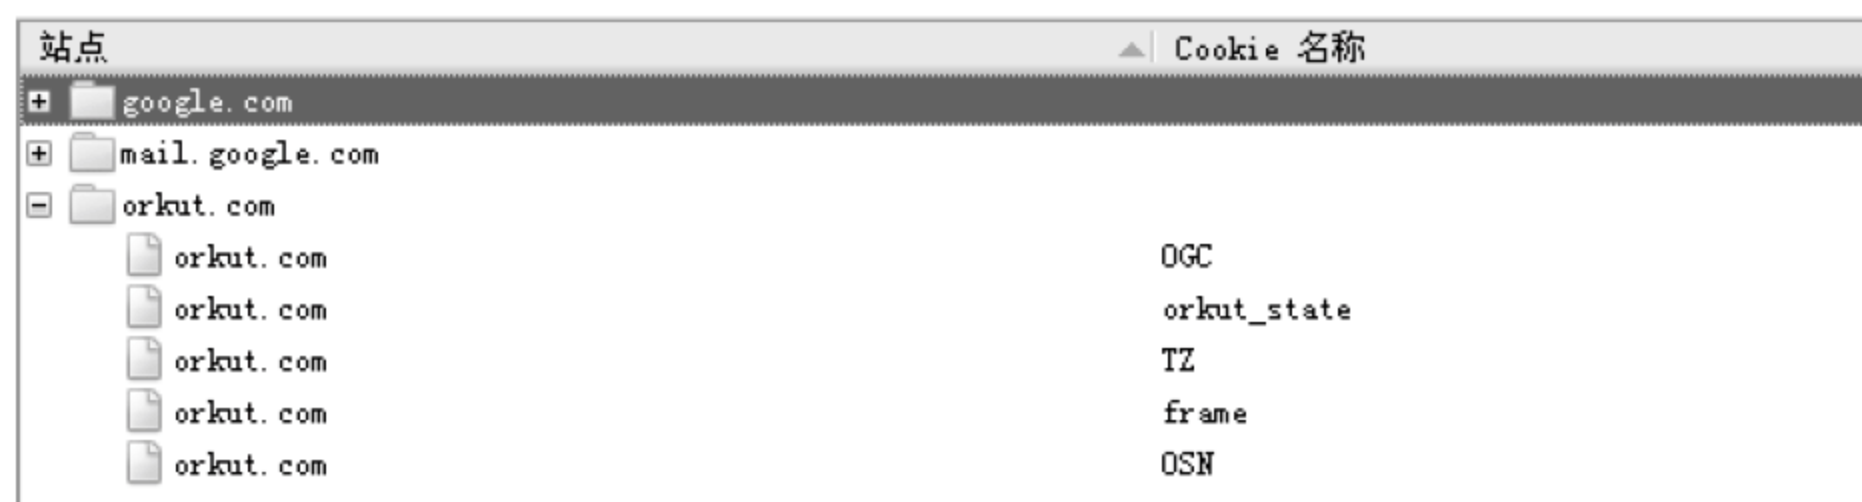 站点 Cookie 名称
google.com
mail.google.com
orkut.com
orkut.com OGC
orkut.com orkut_state
orkut.com TZ
orkut.com frame
orkut.com OSN